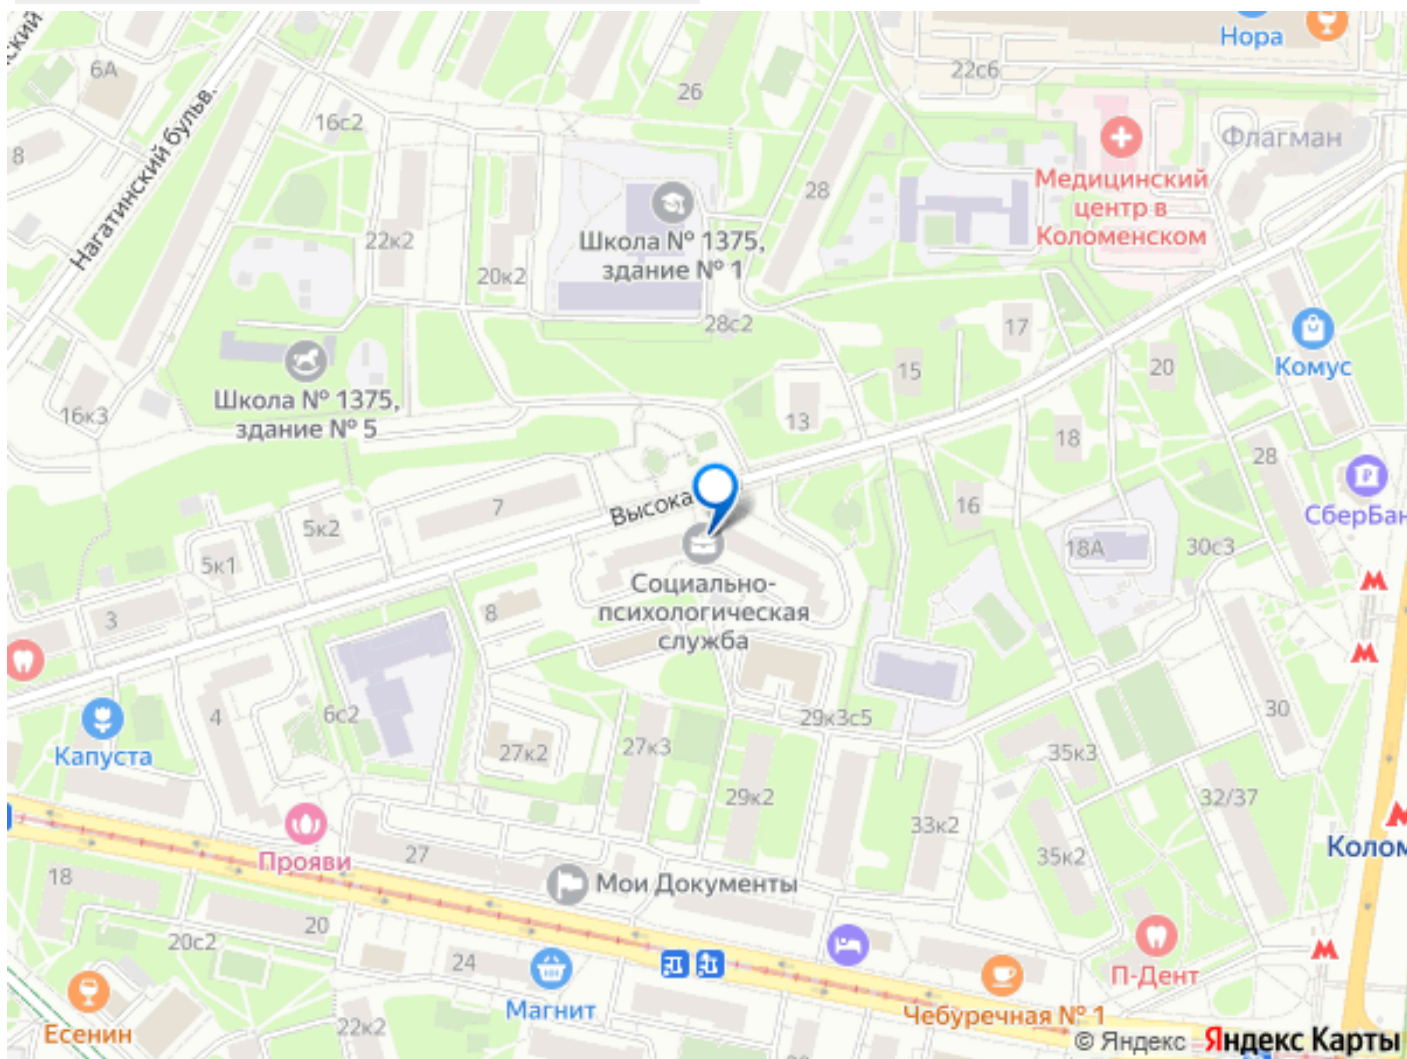 Нора
6А
22с6
26
16с2
Нагатинский бульв.
8
Флагман
Медицинский
центр в
Коломенском
28
Школа № 1375,
здание № 1
22к2
20к2
28с2
17
Комус
Школа № 1375,
здание № 5
15
20
16к3
13
18
28
7
Высока
16
СберБан
5к2
5к1
18А
30с3
Социально-
психологическая
служба
8
3
4
6с2
29к3с5
30
Капуста
27к2
27к3
35к3
29к2
32/37
33к2
Прояви
27
35к2
Колом
18
Мои Документы
20
20с2
24
П-Дент
Магнит
Чебуречная № 1
Есенин
22к2
© Яндекс Яндекс Карты